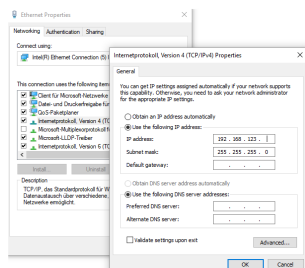 Ethernet Properties
Networking Authentication Sharing
Connect using:
Intel(R) Ethernet Connection (5) I
This connection uses the following item
Client für Microsoft-Netzwerke
Datei- und Druckerfreigabe für
QoS-Paketplaner
Internetprotokoll, Version 4 (TC
Microsoft-Multiplexorprotokoll f
Microsoft-LLDP-Treiber
Internetprotokoll, Version 6 (TC
Install... Uninstall
Description
TCP/IP, das Standardprotokoll für W
Datenaustausch über verschiedene,
Netzwerke ermöglicht.
Internetprotokoll, Version 4 (TCP/IPv4) Properties
General
You can get IP settings assigned automatically if your network supports
this capability. Otherwise, you need to ask your network administrator
for the appropriate IP settings.
Obtain an IP address automatically
Use the following IP address:
IP address: 192 . 168 . 123 .
Subnet mask: 255 . 255 . 255 . 0
Default gateway: . . .
Obtain DNS server address automatically
Use the following DNS server addresses:
Preferred DNS server: . . .
Alternate DNS server: . . .
Validate settings upon exit
Advanced...
OK Cancel